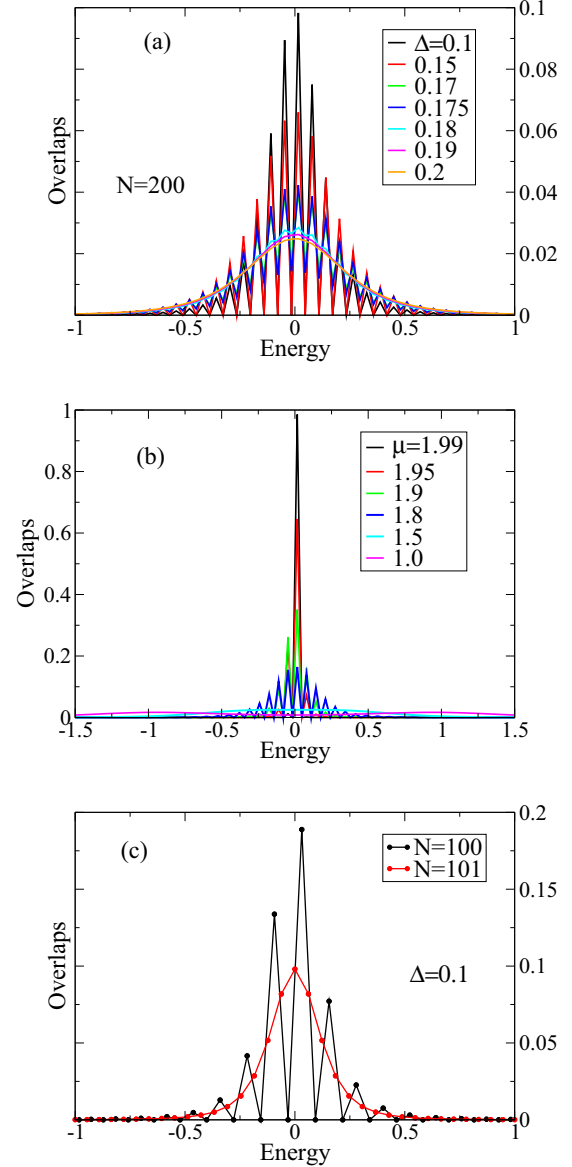 (a)
Δ=0.1
0.15
0.17
0.175
0.18
0.19
0.2
N=200
Overlaps
0.1
0.08
0.06
0.04
0.02
0
-1 -0.5 0 0.5 1
Energy
(b)
μ=1.99
1.95
1.9
1.8
1.5
1.0
Overlaps
1
0.8
0.6
0.4
0.2
0
-1.5 -1 -0.5 0 0.5 1 1.5
Energy
(c)
N=100
N=101
Δ=0.1
Overlaps
0.2
0.15
0.1
0.05
0
-1 -0.5 0 0.5 1
Energy